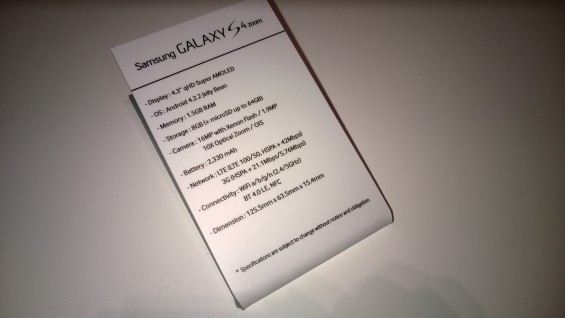 Samsung GALAXY S4 zoom
- Display : 4.3" qHD Super AMOLED
- OS : Android 4.2.2 Jelly Bean
- Memory : 1.5GB RAM
- Storage : 8GB (+ microSD up to 64GB)
- Camera : 16MP with Xenon Flash / 1.9MP
10X Optical Zoom / OIS
- Battery : 2,330 mAh
- Network : LTE (LTE 100/50, HSPA + 42Mbps)
3G (HSPA + 21.1Mbps/5.76Mbps)
- Connectivity : WiFi a/b/g/n (2.4/5GHz)
BT 4.0 LE, NFC
- Dimension : 125.5mm x 63.5mm x 15.4mm
* Specifications are subject to change without notice and obligation